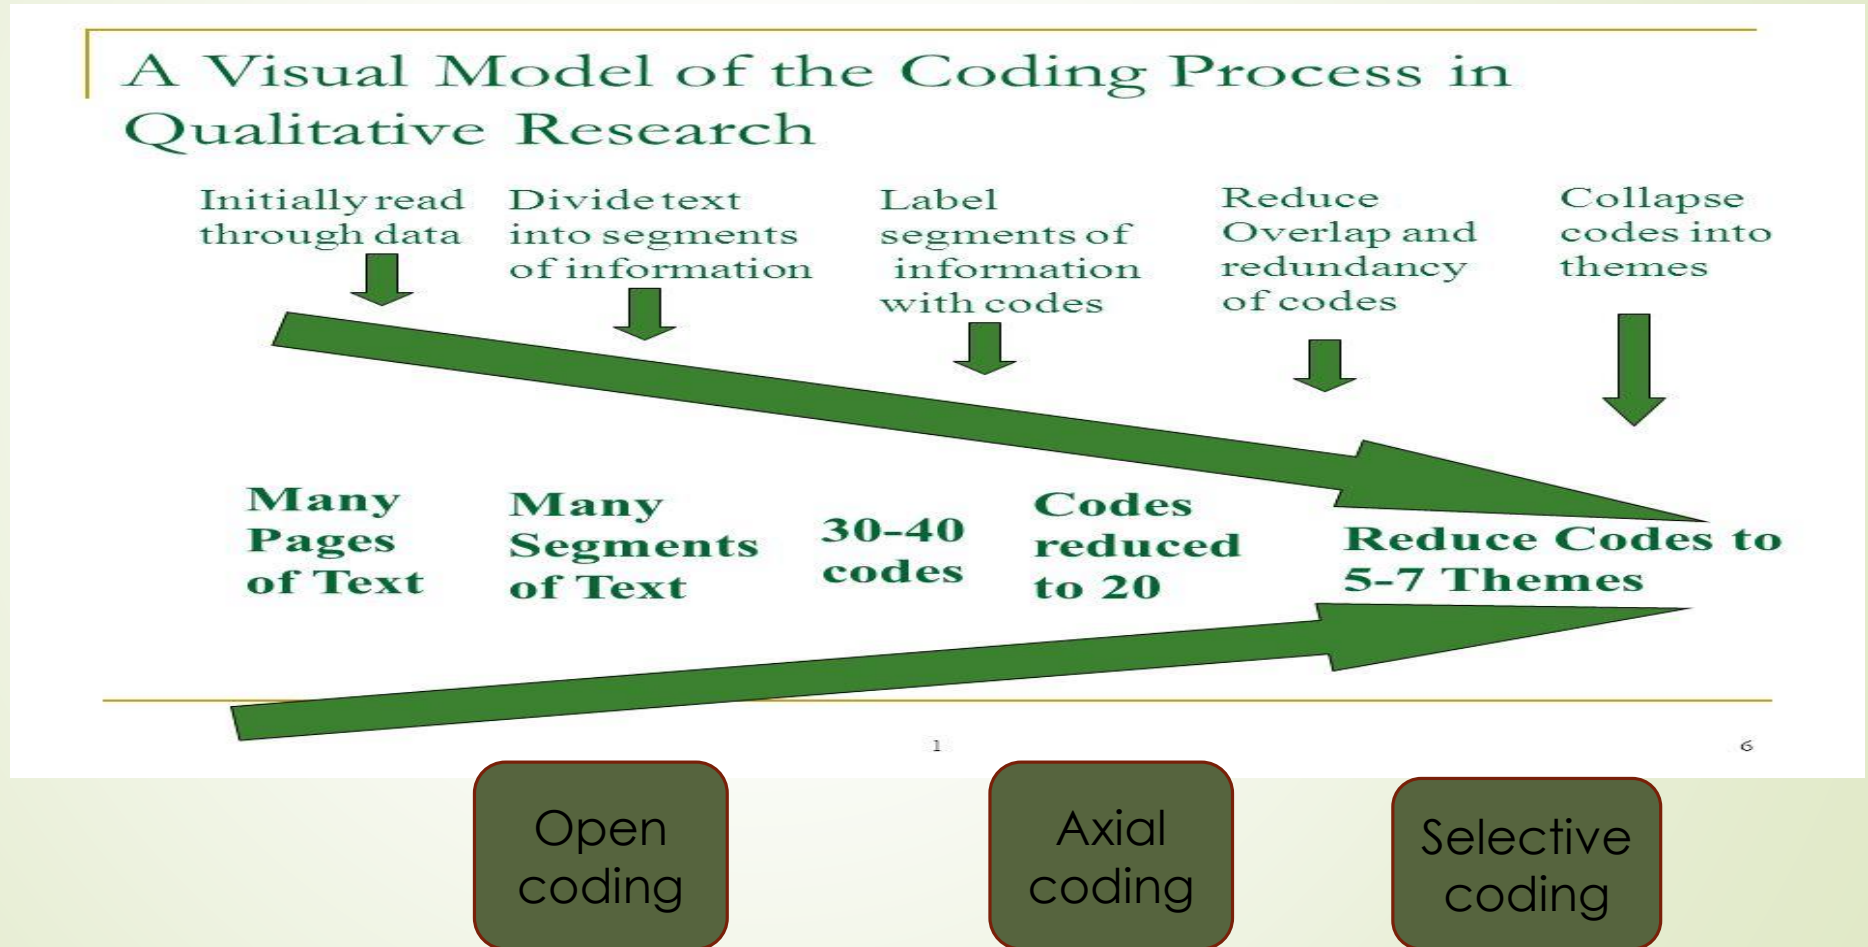 A Visual Model of the Coding Process in
Qualitative Research
Initially read
through data
Divide text
into segments
of information
Label
segments of
information
with codes
Reduce
Overlap and
redundancy
of codes
Collapse
codes into
themes
Many
Pages
of Text
Many
Segments
of Text
30-40
codes
Codes
reduced
to 20
Reduce Codes to
5-7 Themes
1
6
Open
coding
Axial
coding
Selective
coding